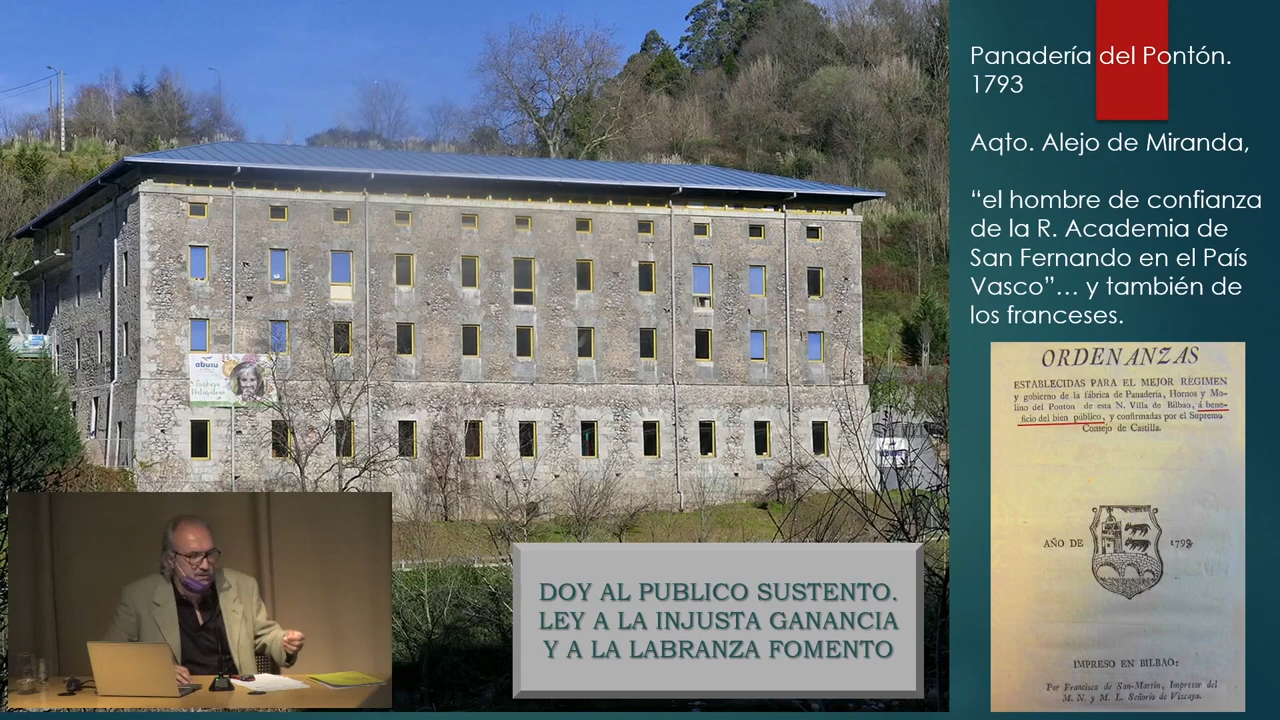 Panadería del Pontón.
1793
Aqto. Alejo de Miranda,
“el hombre de confianza
de la R. Academia de
San Fernando en el País
Vasco”... y también de
los franceses.
abusu
ORDENANZAS
ESTABLECIDAS PARA EL MEJOR REGIMEN
y gobierno de la fábrica de Panaderia, Hornos y Mo-
lino del Ponton de esta N. Villa de Bilbao, á bene-
ficio del bien público, y confirmadas por el Supremo
Consejo de Castilla.
AÑO DE
IMPRESO EN BILBAO:
Por Francisco de San-Martin, Impresor del
M. N. y M. L. Señorio de Vizcaya.
DOY AL PUBLICO SUSTENTO.
LEY A LA INJUSTA GANANCIA
Y A LA LABRANZA FOMENTO